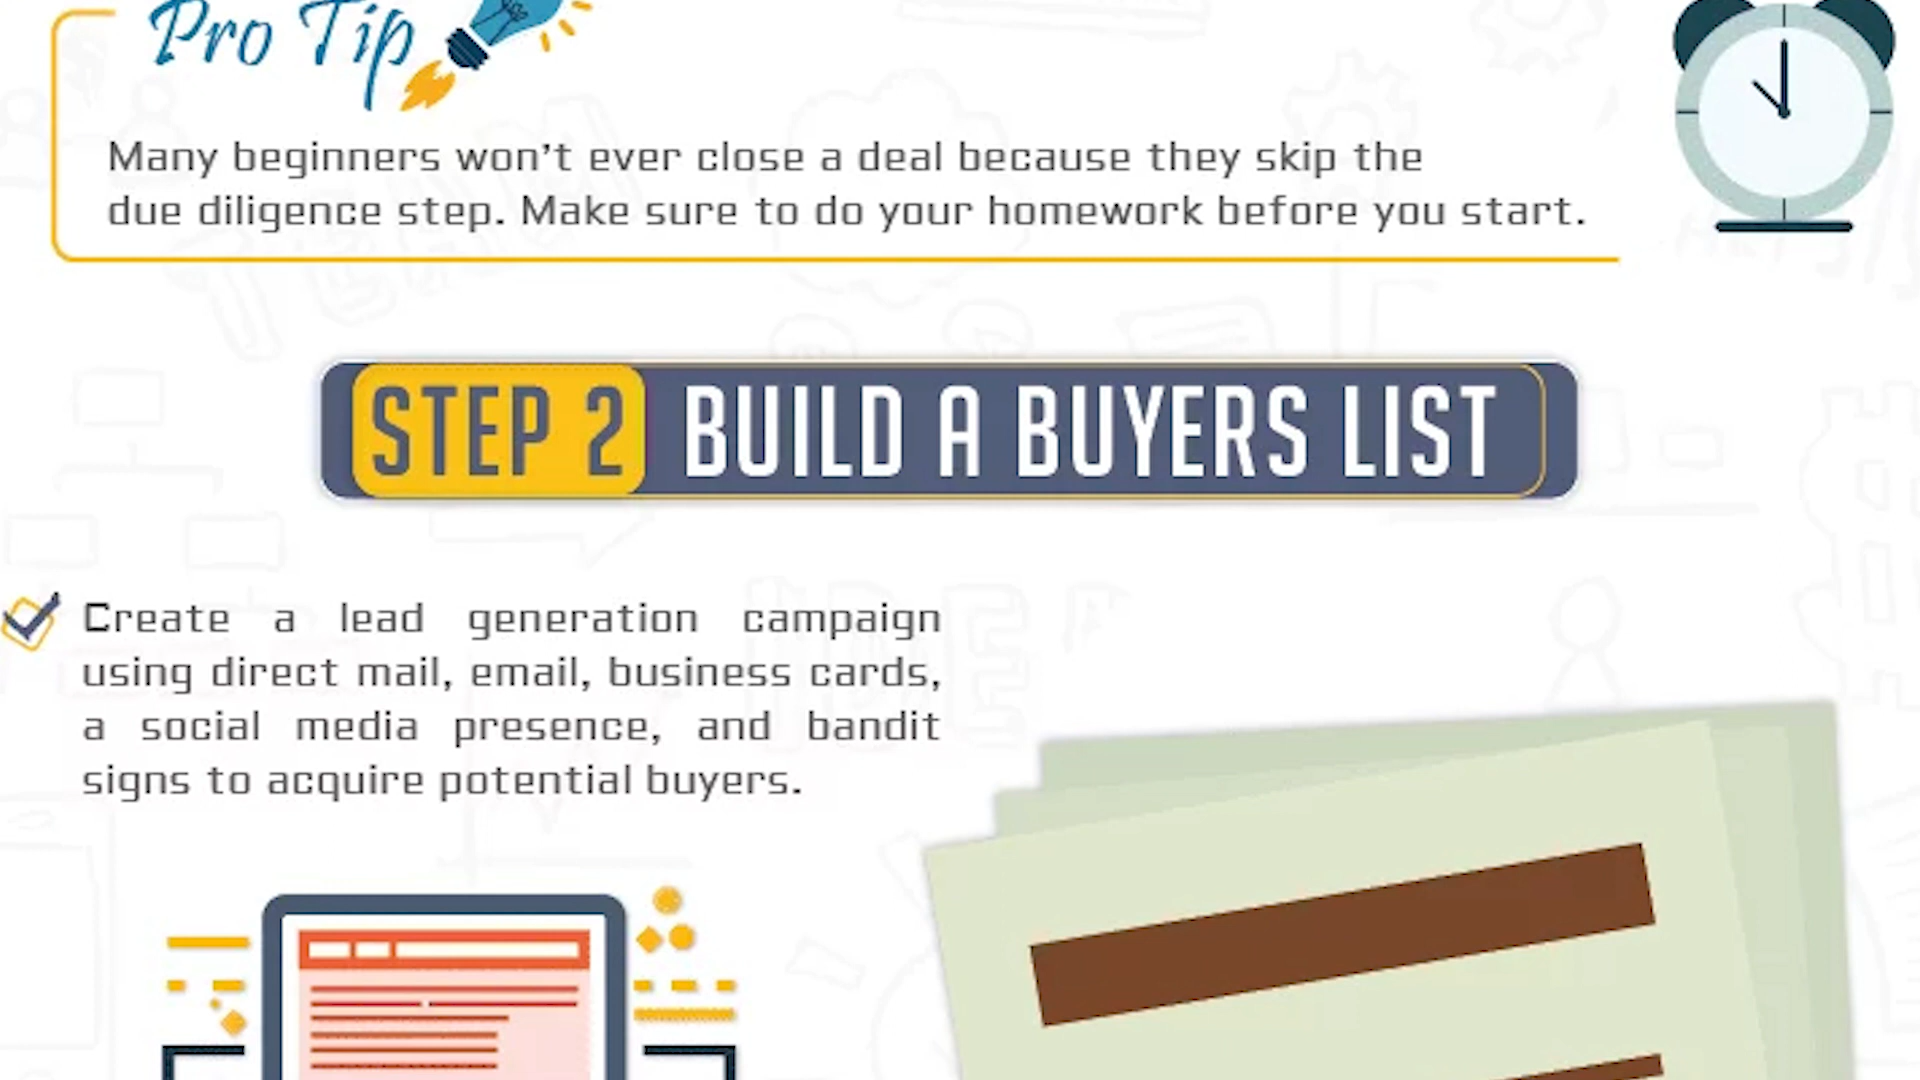 Pro Tip
Many beginners won't ever close a deal because they skip the
due diligence step. Make sure to do your homework before you start.
STEP 2 BUILD A BUYERS LIST
Create a lead generation campaign
using direct mail, email, business cards,
a social media presence, and bandit
signs to acquire potential buyers.